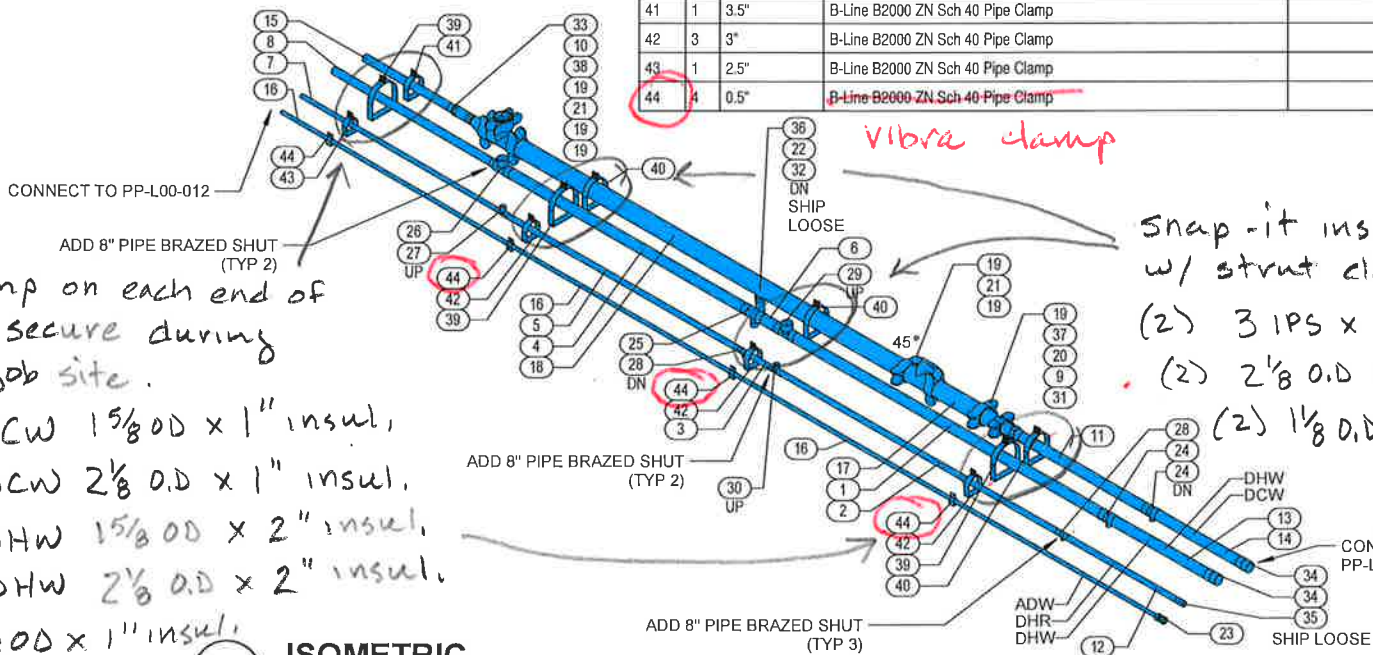 41 1 3.5" B-Line B2000 ZN Sch 40 Pipe Clamp
42 3 3" B-Line B2000 ZN Sch 40 Pipe Clamp
43 1 2.5" B-Line B2000 ZN Sch 40 Pipe Clamp
44 4 0.5" B-Line B2000 ZN Sch 40 Pipe Clamp
vibra clamp
15
8
7
16
39
41
33
10
38
19
21
19
19
44
43
CONNECT TO PP-L00-012
ADD 8" PIPE BRAZED SHUT
(TYP 2)
40
36
22
32
DN
SHIP
LOOSE
26
27
UP
44
42
39
6
29
UP
40
16
5
4
18
25
28
DN
44
42
3
45°
19
21
19
19
37
20
9
31
11
snap-it ins
w/ strut cl
(2) 3 IPS x
(2) 2 1/8 O.D
(2) 1 1/8 O.D
mp on each end of
secure during
job site.
CW 1 5/8 OD x 1" insul.
CW 2 1/8 O.D x 1" insul.
HW 1 5/8 OD x 2" insul.
HW 2 1/8 O.D x 2" insul.
OD x 1" insul.
ADD 8" PIPE BRAZED SHUT
(TYP 2)
30
UP
16
17
1
2
44
42
39
40
28
24
24
DN
DHW
DCW
13
14
CON
PP-L
34
34
35
SHIP LOOSE
ADW
DHR
DHW
12
23
ADD 8" PIPE BRAZED SHUT
(TYP 3)
ISOMETRIC